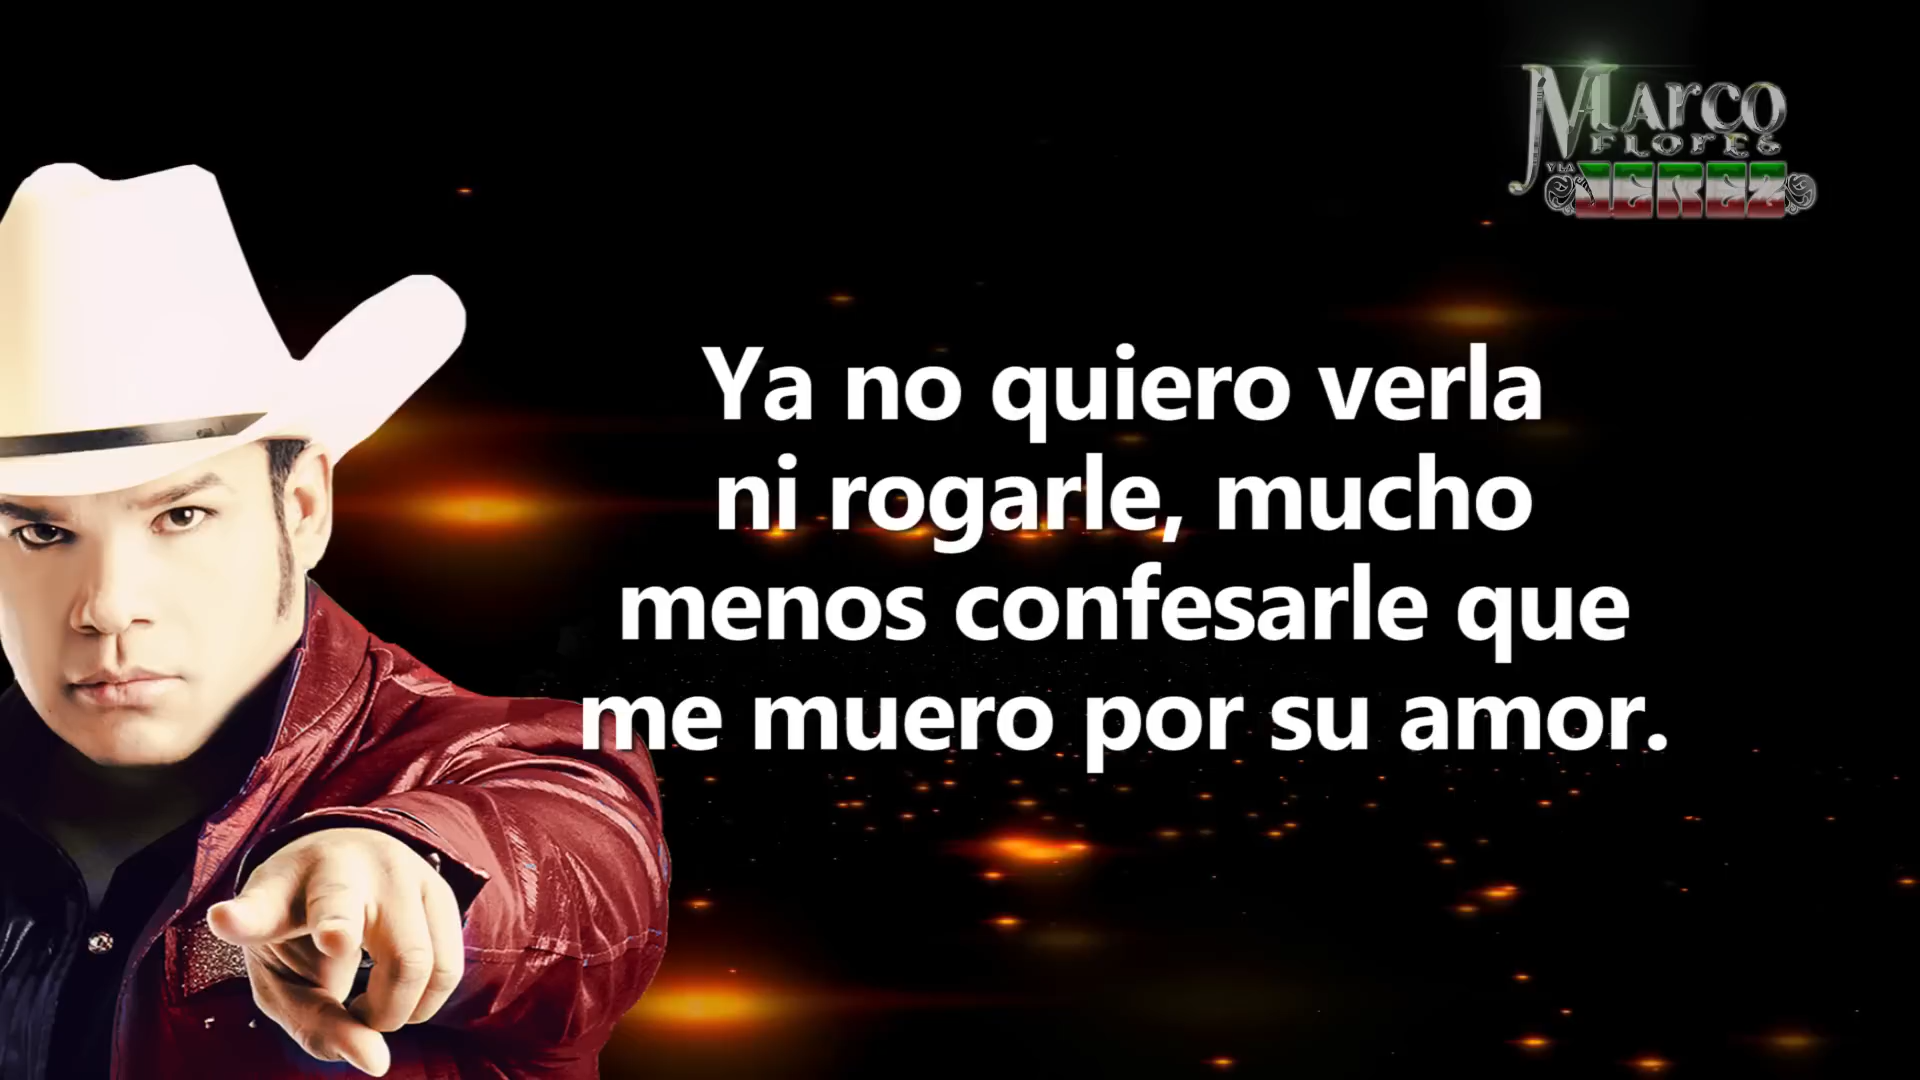 Marco
Flores
y la
Jerez
Ya no quiero verla
ni rogarle, mucho
menos confesarle que
me muero por su amor.